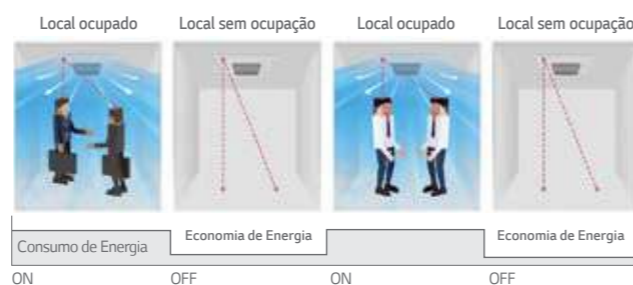 Local ocupado
Local sem ocupação
Local ocupado
Local sem ocupação
Consumo de Energia
Economia de Energia
Economia de Energia
ON
OFF
ON
OFF